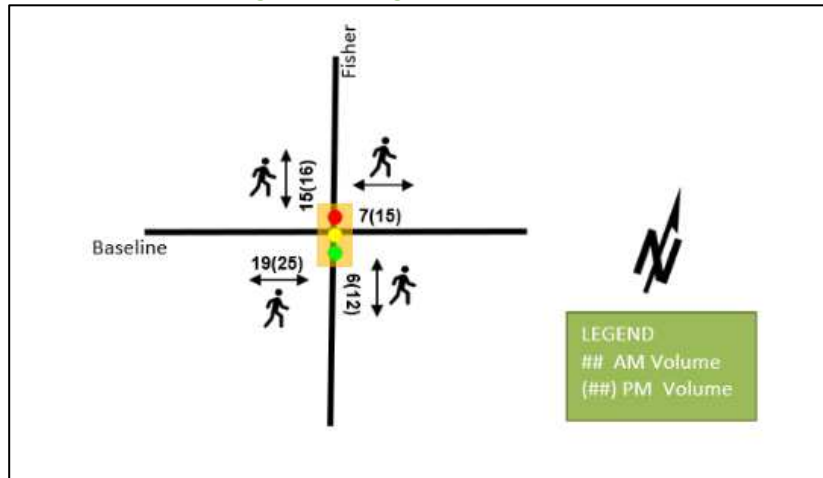 Fisher
15(16)
7(15)
Baseline
19(25)
6(12)
N
LEGEND
## AM Volume
(##) PM Volume